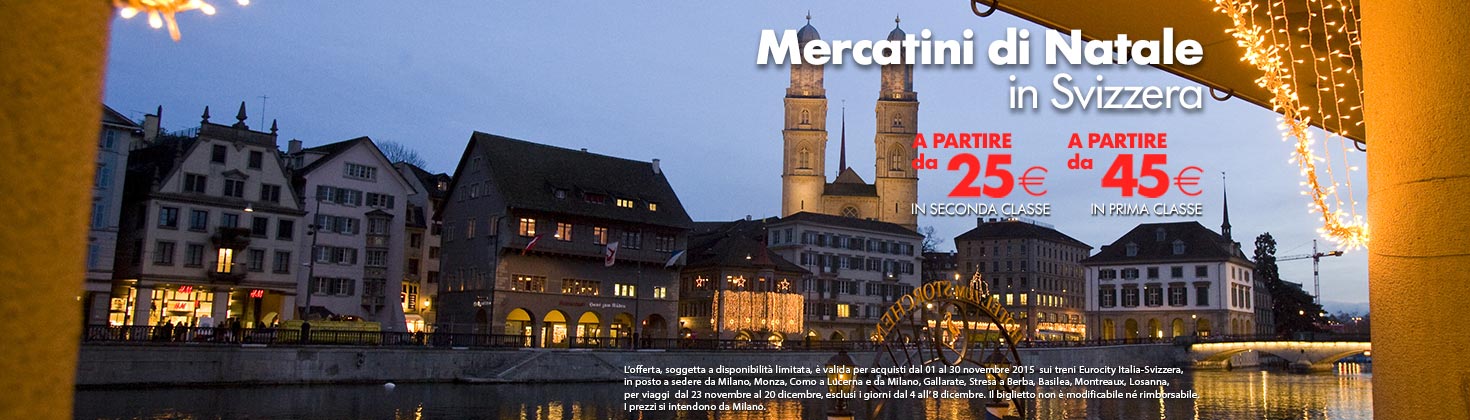 Mercatini di Natale
in Svizzera
A PARTIRE
da 25€
IN SECONDA CLASSE
A PARTIRE
da 45€
IN PRIMA CLASSE
H&M
H&M
HOTEL ZUM STORCHEN
L'offerta, soggetta a disponibilità limitata, è valida per acquisti dal 01 al 30 novembre 2015 sui treni Eurocity Italia-Svizzera,
in posto a sedere da Milano, Monza, Como a Lucerna e da Milano, Gallarate, Stresa a Berba, Basilea, Montreaux, Losanna,
per viaggi dal 23 novembre al 20 dicembre, esclusi i giorni dal 4 all'8 dicembre. Il biglietto non è modificabile né rimborsabile.
I prezzi si intendono da Milano.